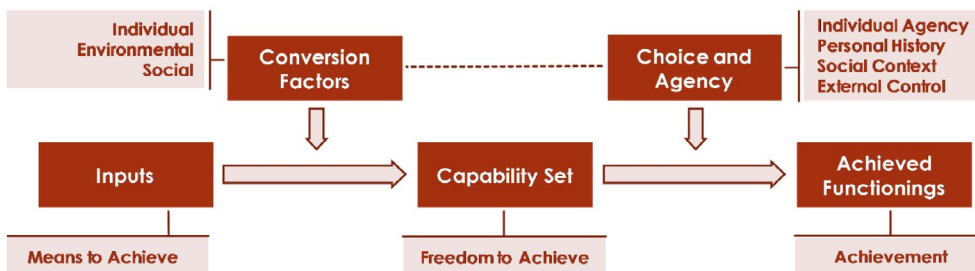 Individual
Environmental
Social
Conversion
Factors
Choice and
Agency
Individual Agency
Personal History
Social Context
External Control
Inputs
Capability Set
Achieved
Functionings
Means to Achieve
Freedom to Achieve
Achievement